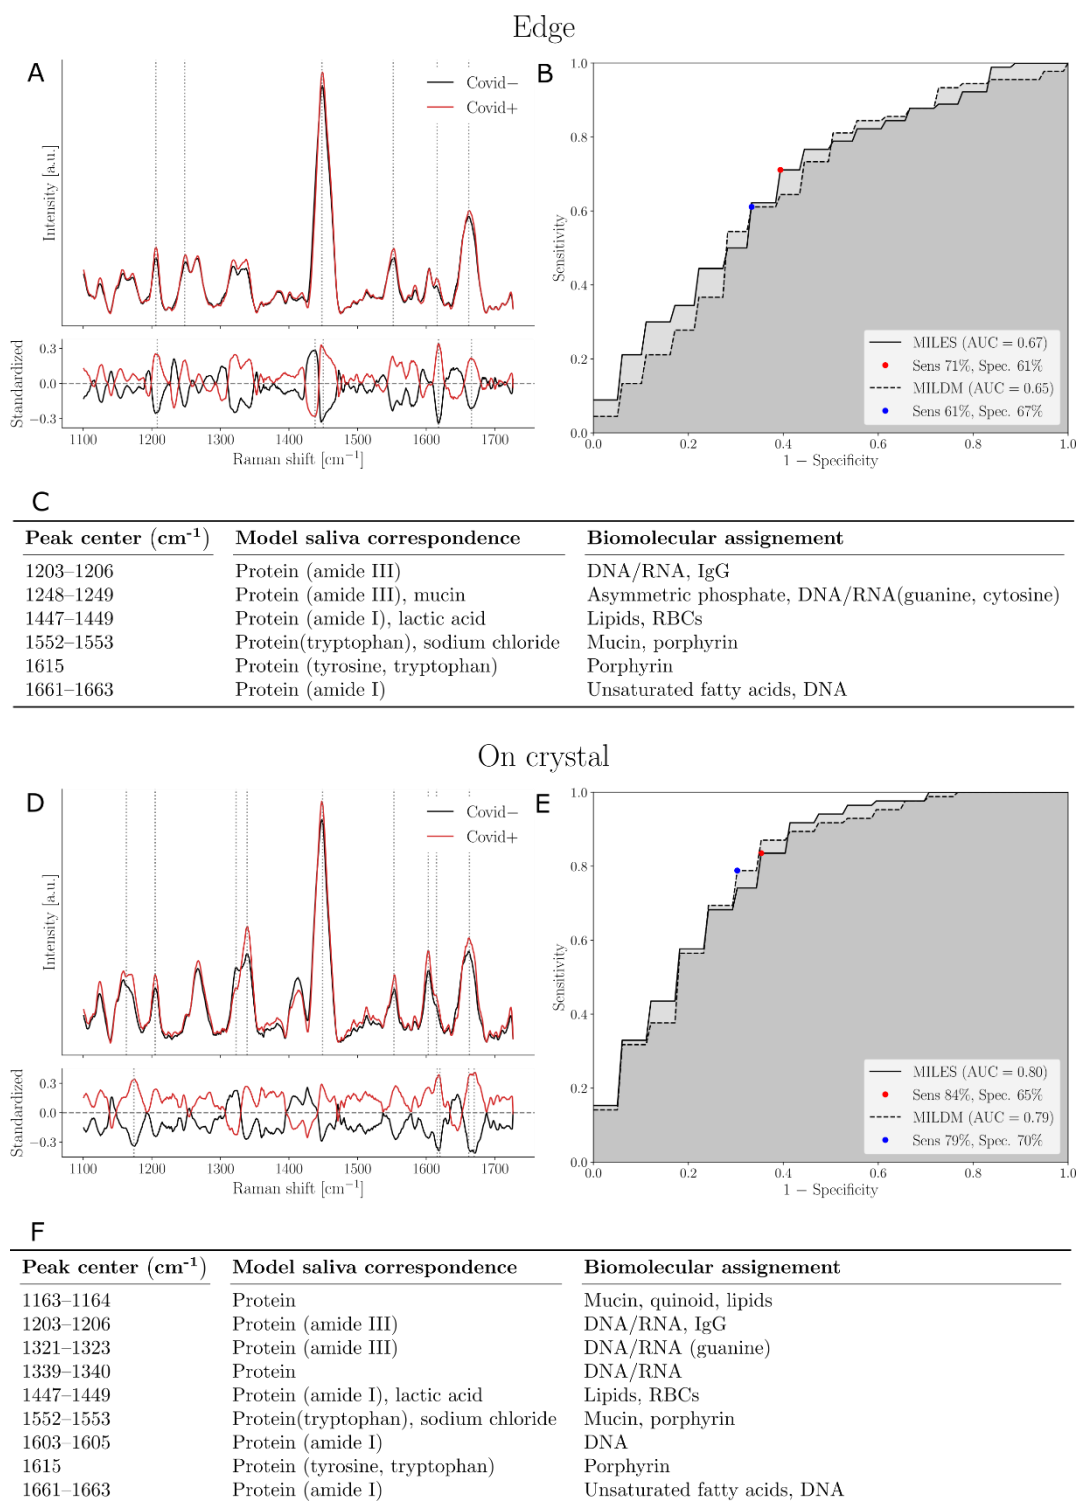 Edge
A
Covid−
Covid+
Intensity [a.u.]
0.3
0.0
−0.3
Standardized
1100 1200 1300 1400 1500 1600 1700
Raman shift [cm⁻¹]
B
1.0
0.8
0.6
0.4
0.2
0.0
Sensitivity
MILES (AUC = 0.67)
Sens 71%, Spec. 61%
MILDM (AUC = 0.65)
Sens 61%, Spec. 67%
0.0 0.2 0.4 0.6 0.8 1.0
1 − Specificity
C
Peak center (cm⁻¹) Model saliva correspondence Biomolecular assignement
1203–1206 Protein (amide III) DNA/RNA, IgG
1248–1249 Protein (amide III), mucin Asymmetric phosphate, DNA/RNA(guanine, cytosine)
1447–1449 Protein (amide I), lactic acid Lipids, RBCs
1552–1553 Protein(tryptophan), sodium chloride Mucin, porphyrin
1615 Protein (tyrosine, tryptophan) Porphyrin
1661–1663 Protein (amide I) Unsaturated fatty acids, DNA
On crystal
D
Covid−
Covid+
Intensity [a.u.]
0.3
0.0
−0.3
Standardized
1100 1200 1300 1400 1500 1600 1700
Raman shift [cm⁻¹]
E
1.0
0.8
0.6
0.4
0.2
0.0
Sensitivity
MILES (AUC = 0.80)
Sens 84%, Spec. 65%
MILDM (AUC = 0.79)
Sens 79%, Spec. 70%
0.0 0.2 0.4 0.6 0.8 1.0
1 − Specificity
F
Peak center (cm⁻¹) Model saliva correspondence Biomolecular assignement
1163–1164 Protein Mucin, quinoid, lipids
1203–1206 Protein (amide III) DNA/RNA, IgG
1321–1323 Protein (amide III) DNA/RNA (guanine)
1339–1340 Protein DNA/RNA
1447–1449 Protein (amide I), lactic acid Lipids, RBCs
1552–1553 Protein(tryptophan), sodium chloride Mucin, porphyrin
1603–1605 Protein (amide I) DNA
1615 Protein (tyrosine, tryptophan) Porphyrin
1661–1663 Protein (amide I) Unsaturated fatty acids, DNA